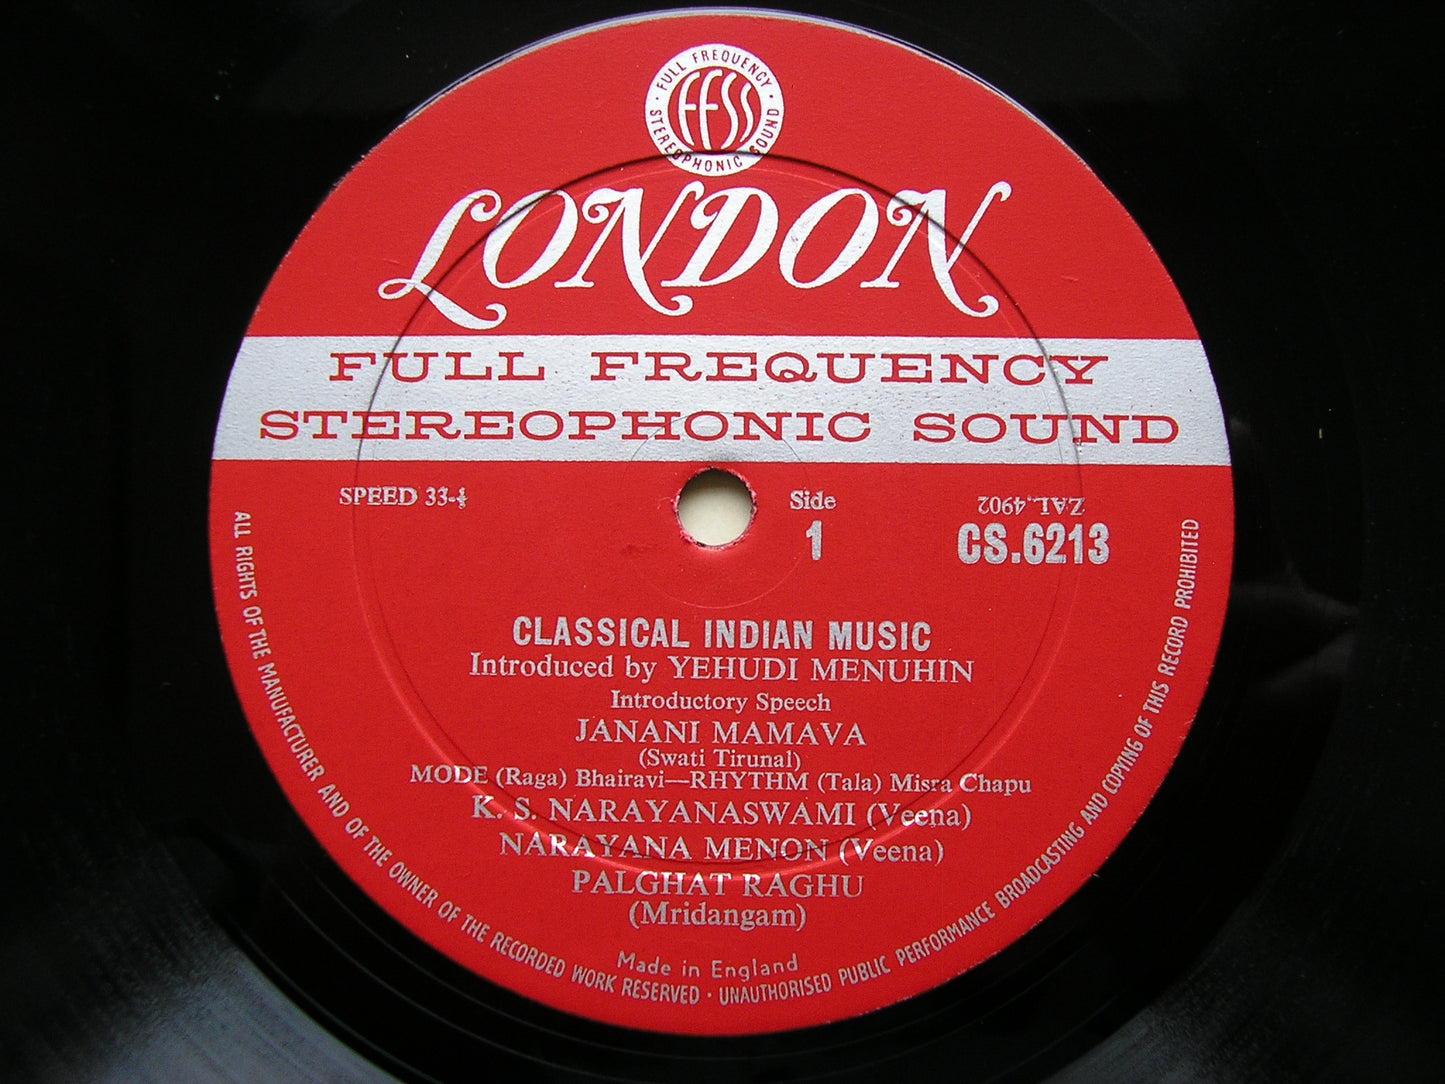 FULL FREQUENCY
FFSS
STEREOPHONIC SOUND
LONDON
FULL FREQUENCY
STEREOPHONIC SOUND
SPEED 33-⅓
Side
1
ZAL.4902
CS.6213
CLASSICAL INDIAN MUSIC
Introduced by YEHUDI MENUHIN
Introductory Speech
JANANI MAMAVA
(Swati Tirunal)
MODE (Raga) Bhairavi—RHYTHM (Tala) Misra Chapu
K. S. NARAYANASWAMI (Veena)
NARAYANA MENON (Veena)
PALGHAT RAGHU
(Mridangam)
Made in England
ALL RIGHTS OF THE MANUFACTURER AND OF THE OWNER OF THE RECORDED WORK RESERVED · UNAUTHORISED PUBLIC PERFORMANCE BROADCASTING AND COPYING OF THIS RECORD PROHIBITED